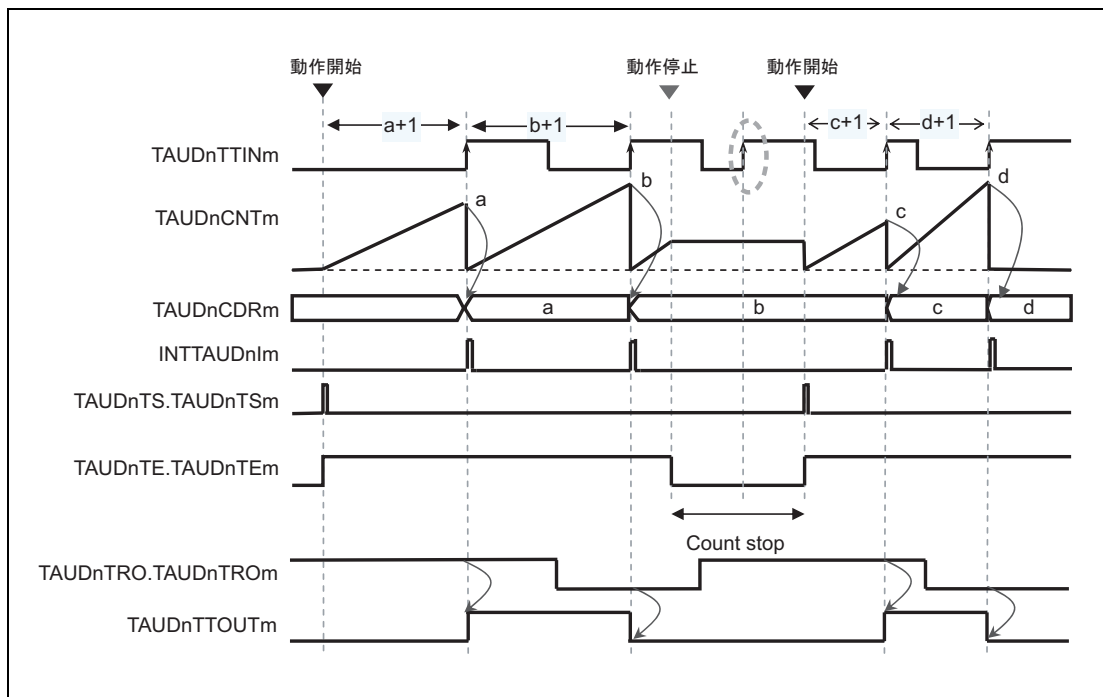 動作開始 動作停止 動作開始
a+1 b+1 c+1 d+1
TAUDnTTINm
TAUDnCNTm a b c d
TAUDnCDRm a b c d
INTTAUDnIm
TAUDnTS.TAUDnTSm
TAUDnTE.TAUDnTEm
Count stop
TAUDnTRO.TAUDnTROm
TAUDnTTOUTm